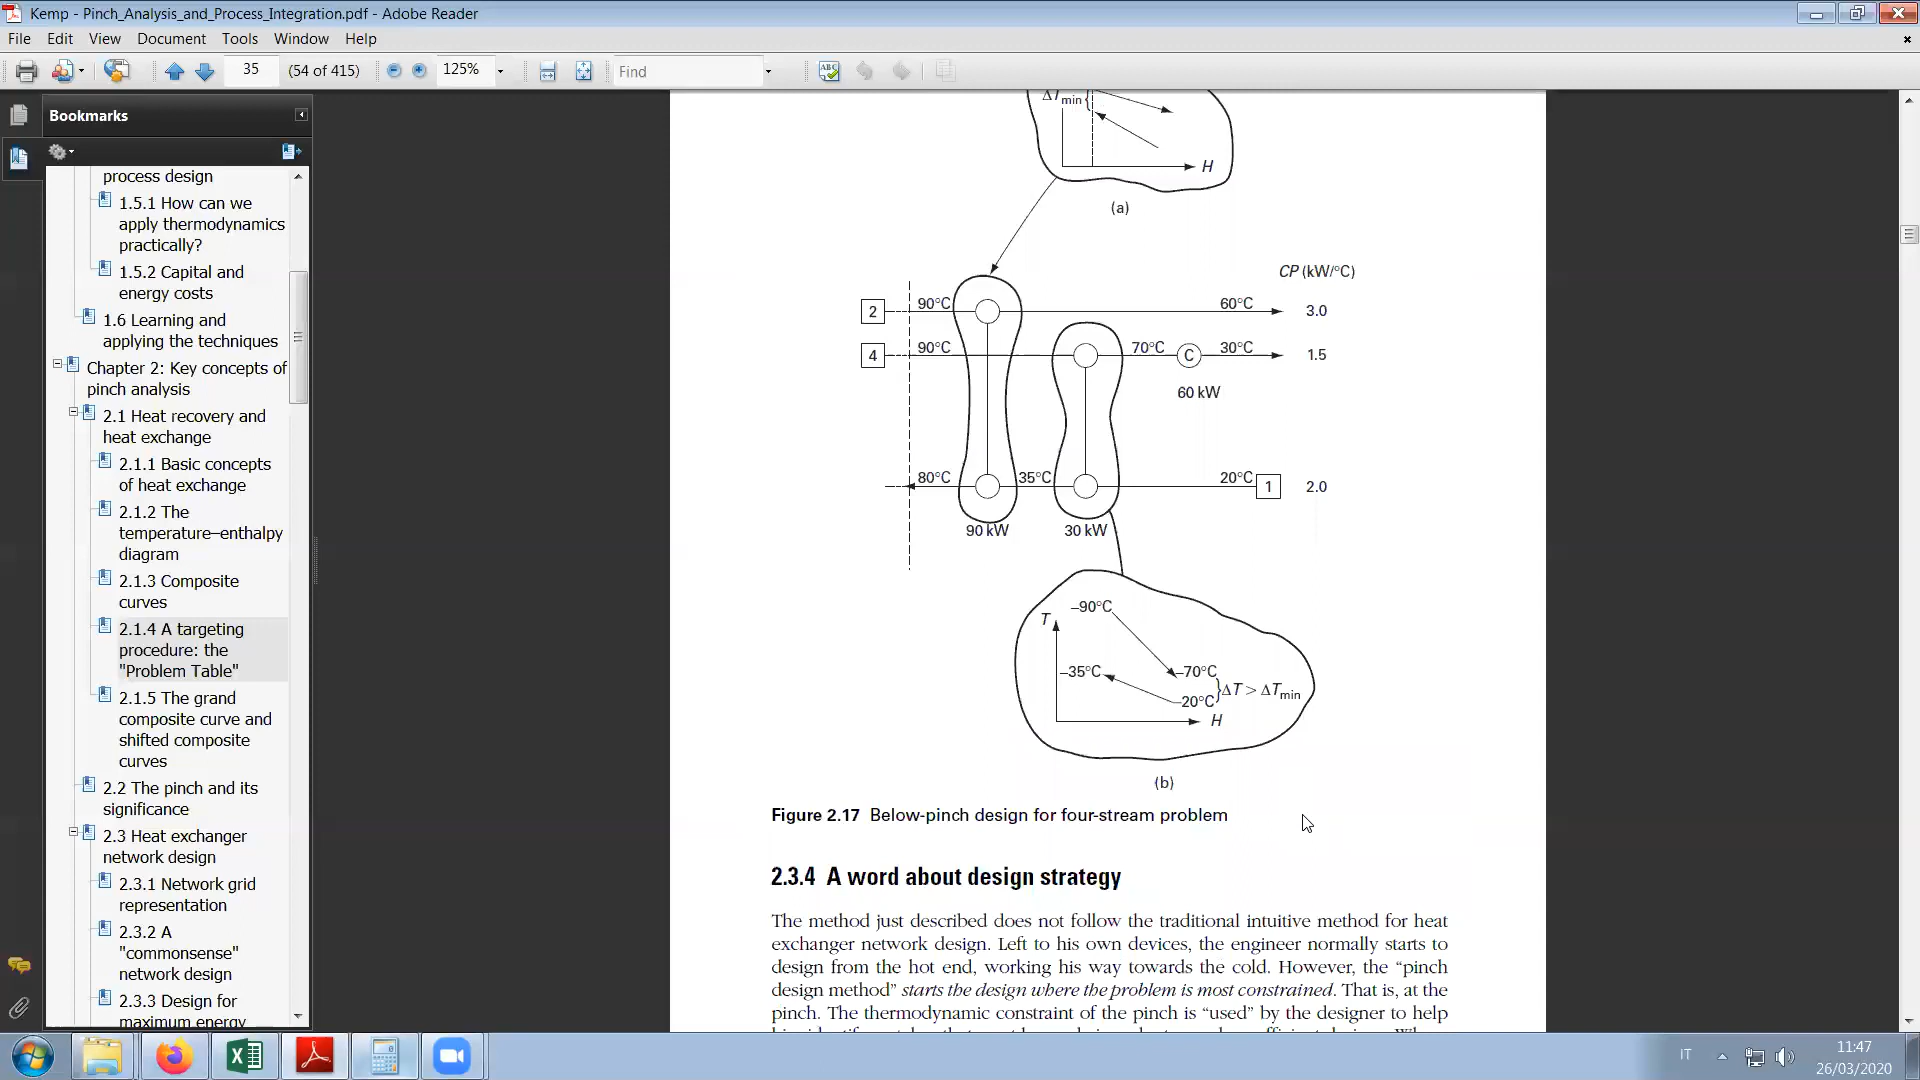 Kemp - Pinch_Analysis_and_Process_Integration.pdf - Adobe Reader
File Edit View Document Tools Window Help
35 (54 of 415) 125% Find
Bookmarks
process design
1.5.1 How can we
apply thermodynamics
practically?
1.5.2 Capital and
energy costs
1.6 Learning and
applying the techniques
Chapter 2: Key concepts of
pinch analysis
2.1 Heat recovery and
heat exchange
2.1.1 Basic concepts
of heat exchange
2.1.2 The
temperature–enthalpy
diagram
2.1.3 Composite
curves
2.1.4 A targeting
procedure: the
"Problem Table"
2.1.5 The grand
composite curve and
shifted composite
curves
2.2 The pinch and its
significance
2.3 Heat exchanger
network design
2.3.1 Network grid
representation
2.3.2 A
"commonsense"
network design
2.3.3 Design for
maximum energy
ΔTmin
H
(a)
CP (kW/°C)
2 90°C 60°C 3.0
4 90°C 70°C C 30°C 1.5
60 kW
80°C 35°C 20°C 1 2.0
90 kW 30 kW
–90°C
T
–35°C –70°C
ΔT > ΔTmin
–20°C
H
(b)
Figure 2.17 Below-pinch design for four-stream problem
2.3.4 A word about design strategy
The method just described does not follow the traditional intuitive method for heat
exchanger network design. Left to his own devices, the engineer normally starts to
design from the hot end, working his way towards the cold. However, the “pinch
design method” starts the design where the problem is most constrained. That is, at the
pinch. The thermodynamic constraint of the pinch is “used” by the designer to help
IT
11:47
26/03/2020